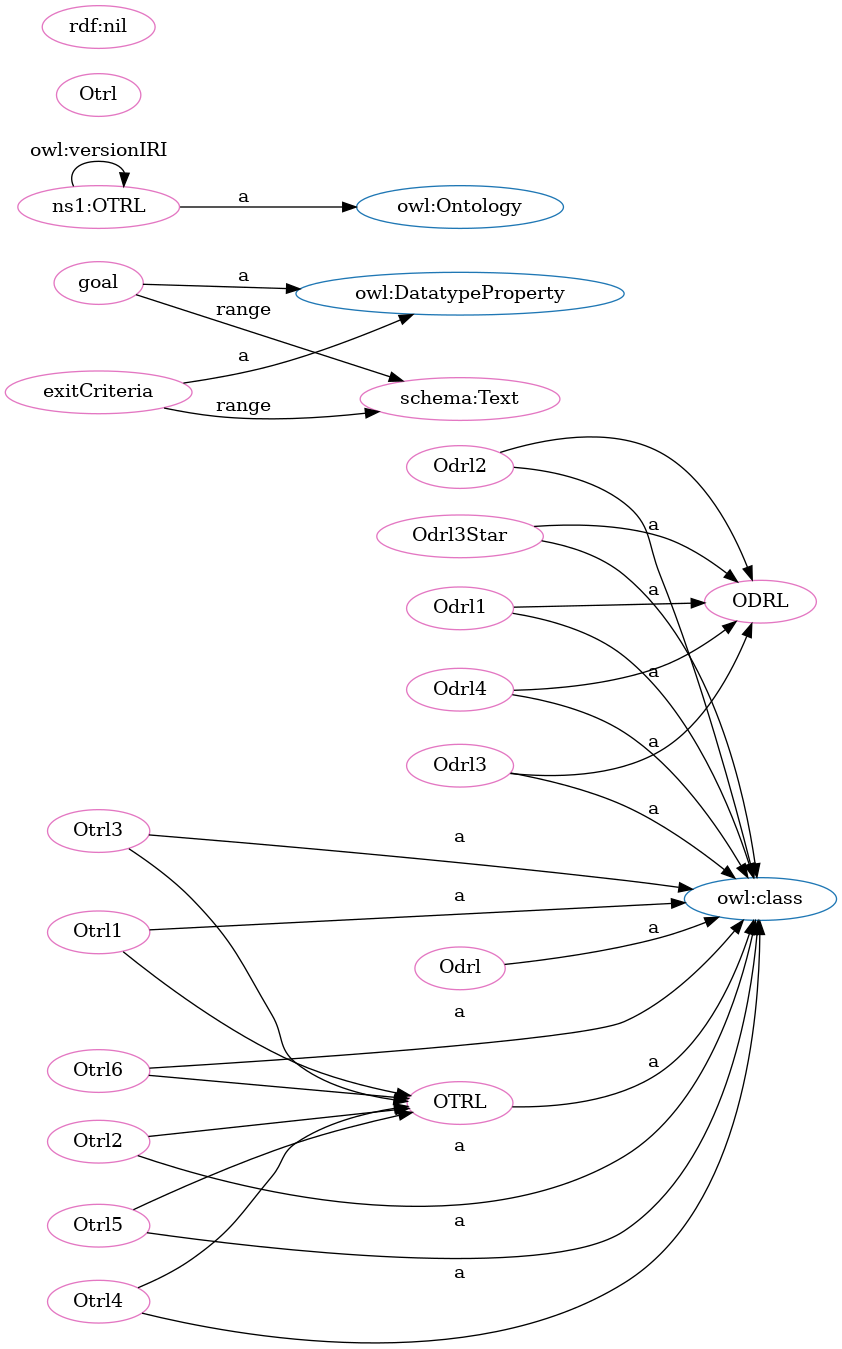 rdf:nil
Otrl
owl:versionIRI
ns1:OTRL
a
owl:Ontology
goal
a
owl:DatatypeProperty
range
a
exitCriteria
range
schema:Text
Odrl2
a
Odrl3Star
a
Odrl1
ODRL
a
Odrl4
a
Odrl3
a
Otrl3
a
a
owl:class
Otrl1
a
Odrl
a
a
Otrl6
OTRL
Otrl2
a
Otrl5
a
a
Otrl4